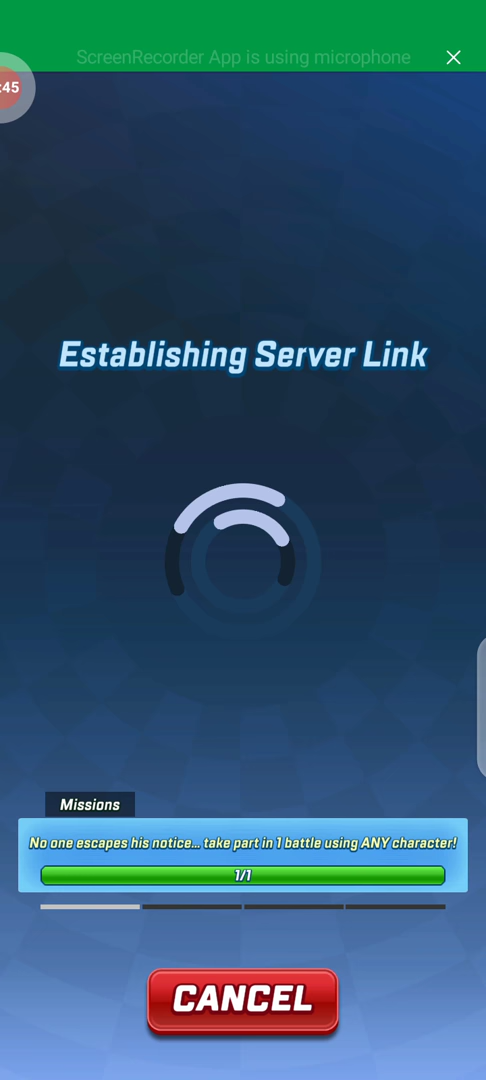 ScreenRecorder App is using microphone
:45
Establishing Server Link
Missions
No one escapes his notice... take part in 1 battle using ANY character!
1/1
CANCEL